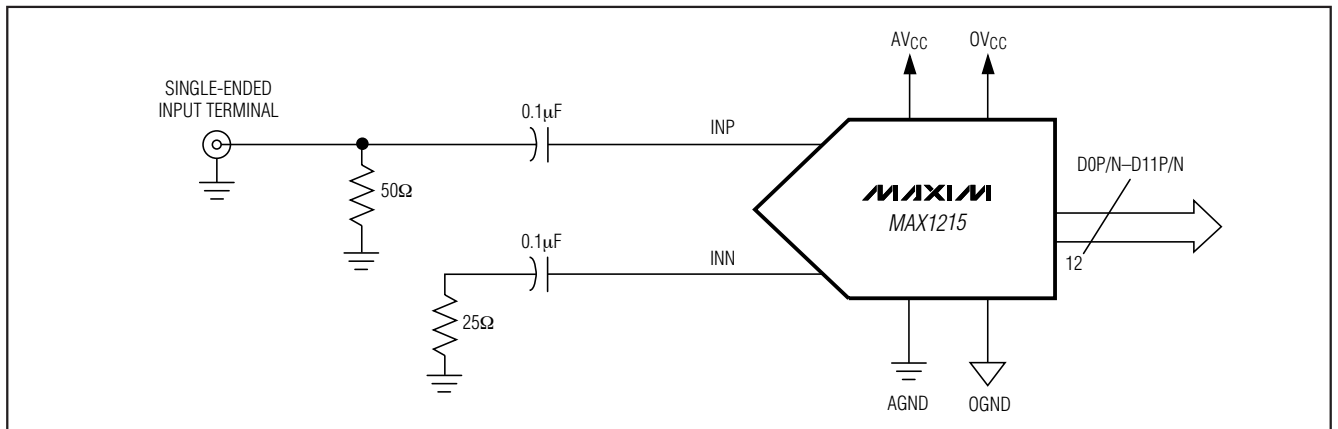 AVCC
OVCC
SINGLE-ENDED
INPUT TERMINAL
0.1μF
INP
D0P/N–D11P/N
50Ω
MAXIM
MAX1215
0.1μF
INN
12
25Ω
AGND
OGND